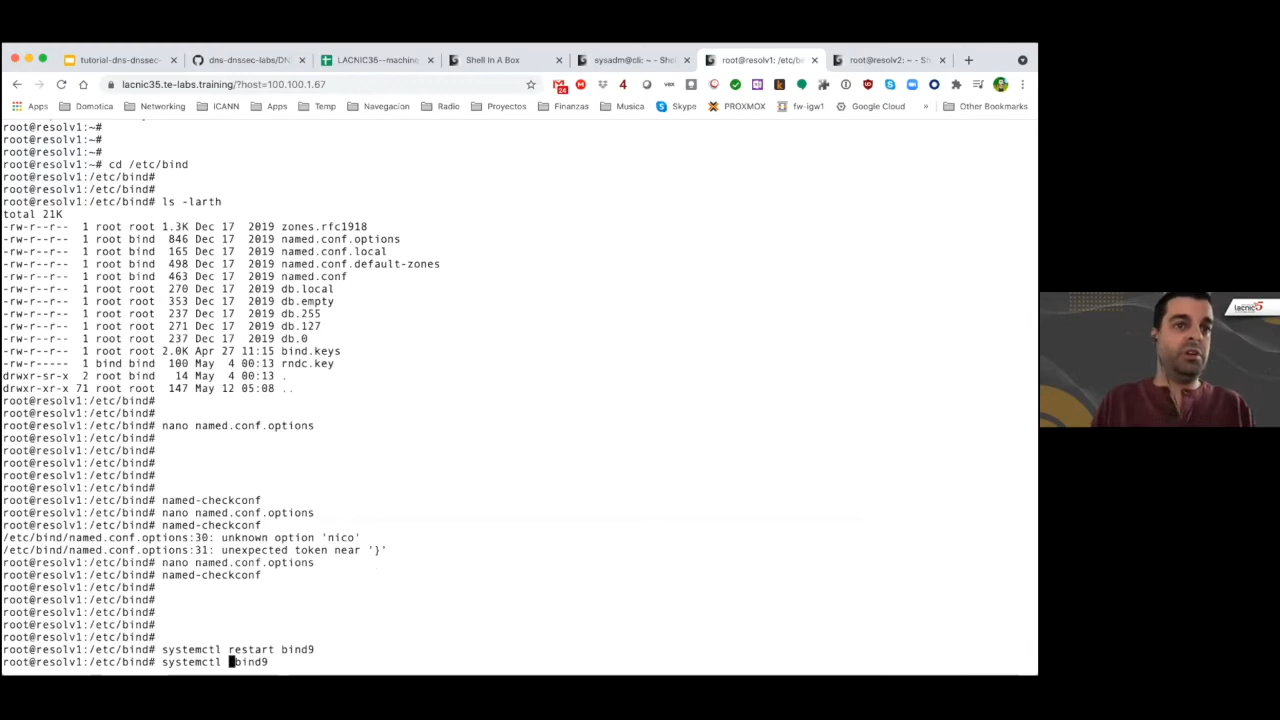 tutorial-dns-dnssec-
dns-dnssec-labs/DN
LACNIC35--machine
Shell In A Box
sysadm@cli: ~ - She
root@resolv1: /etc/be
root@resolv2: ~ - S
lacnic35.te-labs.training/?host=100.100.1.67
Apps
Domotica
Networking
ICANN
Apps
Temp
Navegacion
Radio
Proyectos
Finanzas
Musica
Skype
PROXMOX
fw-igw1
Google Cloud
»
Other Bookmarks
root@resolv1:~#
root@resolv1:~#
root@resolv1:~#
root@resolv1:~# cd /etc/bind
root@resolv1:/etc/bind#
root@resolv1:/etc/bind#
root@resolv1:/etc/bind# ls -larth
total 21K
-rw-r--r-- 1 root root 1.3K Dec 17 2019 zones.rfc1918
-rw-r--r-- 1 root bind 846 Dec 17 2019 named.conf.options
-rw-r--r-- 1 root bind 165 Dec 17 2019 named.conf.local
-rw-r--r-- 1 root bind 498 Dec 17 2019 named.conf.default-zones
-rw-r--r-- 1 root bind 463 Dec 17 2019 named.conf
-rw-r--r-- 1 root root 270 Dec 17 2019 db.local
-rw-r--r-- 1 root root 353 Dec 17 2019 db.empty
-rw-r--r-- 1 root root 237 Dec 17 2019 db.255
-rw-r--r-- 1 root root 271 Dec 17 2019 db.127
-rw-r--r-- 1 root root 237 Dec 17 2019 db.0
-rw-r--r-- 1 root root 2.0K Apr 27 11:15 bind.keys
-rw-r----- 1 bind bind 100 May 4 00:13 rndc.key
drwxr-sr-x 2 root bind 14 May 4 00:13 .
drwxr-xr-x 71 root root 147 May 12 05:08 ..
root@resolv1:/etc/bind#
root@resolv1:/etc/bind#
root@resolv1:/etc/bind# nano named.conf.options
root@resolv1:/etc/bind#
root@resolv1:/etc/bind#
root@resolv1:/etc/bind#
root@resolv1:/etc/bind#
root@resolv1:/etc/bind#
root@resolv1:/etc/bind# named-checkconf
root@resolv1:/etc/bind# nano named.conf.options
root@resolv1:/etc/bind# named-checkconf
/etc/bind/named.conf.options:30: unknown option 'nico'
/etc/bind/named.conf.options:31: unexpected token near '}'
root@resolv1:/etc/bind# nano named.conf.options
root@resolv1:/etc/bind# named-checkconf
root@resolv1:/etc/bind#
root@resolv1:/etc/bind#
root@resolv1:/etc/bind#
root@resolv1:/etc/bind#
root@resolv1:/etc/bind#
root@resolv1:/etc/bind# systemctl restart bind9
root@resolv1:/etc/bind# systemctl bind9
lacnic35